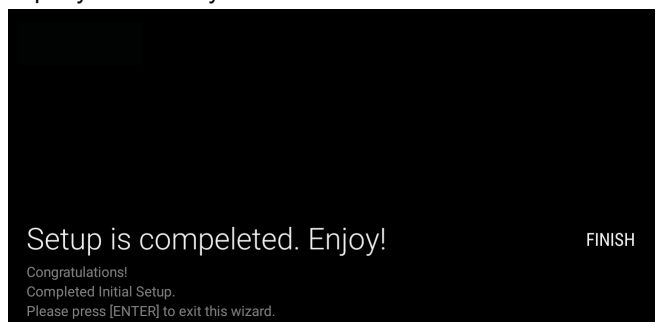 Setup is compeleted. Enjoy!
FINISH
Congratulations!
Completed Initial Setup.
Please press [ENTER] to exit this wizard.